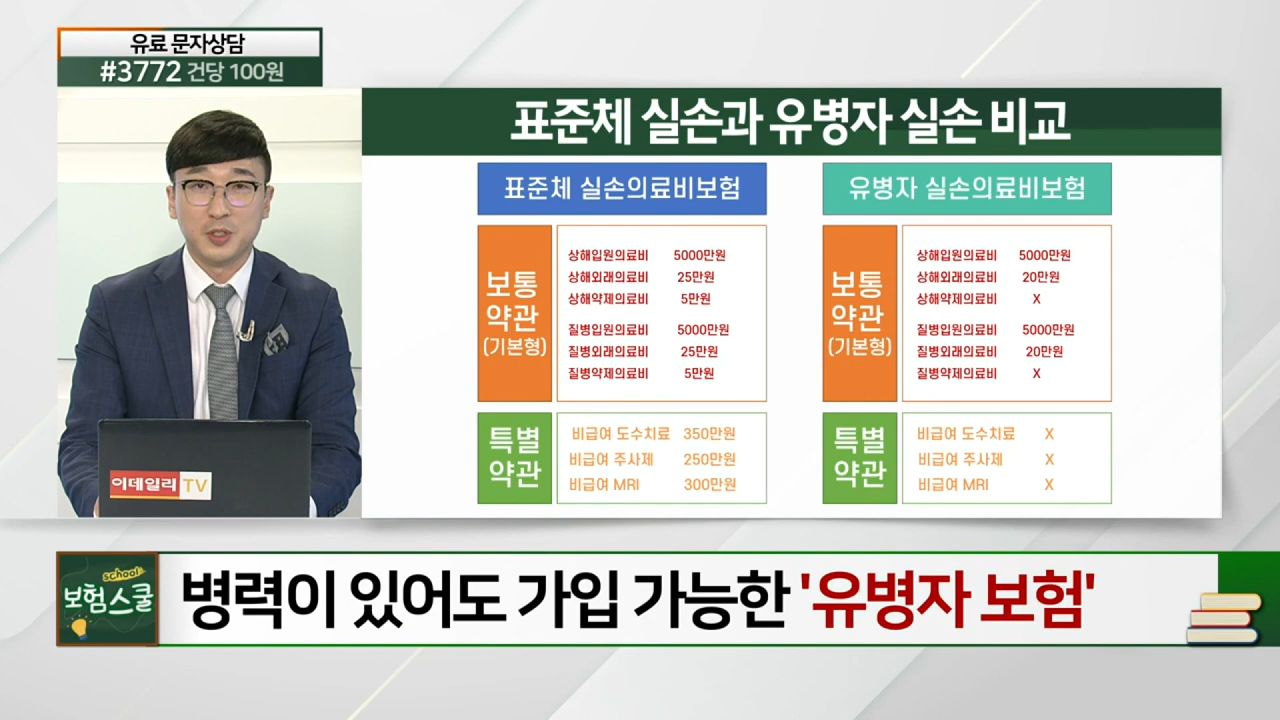 유료 문자상담
#3772 건당 100원
표준체 실손과 유병자 실손 비교
표준체 실손의료비보험
보통
약관
(기본형)
상해입원의료비 5000만원
상해외래의료비 25만원
상해약제의료비 5만원
질병입원의료비 5000만원
질병외래의료비 25만원
질병약제의료비 5만원
특별
약관
비급여 도수치료 350만원
비급여 주사제 250만원
비급여 MRI 300만원
유병자 실손의료비보험
보통
약관
(기본형)
상해입원의료비 5000만원
상해외래의료비 20만원
상해약제의료비 X
질병입원의료비 5000만원
질병외래의료비 20만원
질병약제의료비 X
특별
약관
비급여 도수치료 X
비급여 주사제 X
비급여 MRI X
이데일리 TV
school
보험스쿨
병력이 있어도 가입 가능한 '유병자 보험'